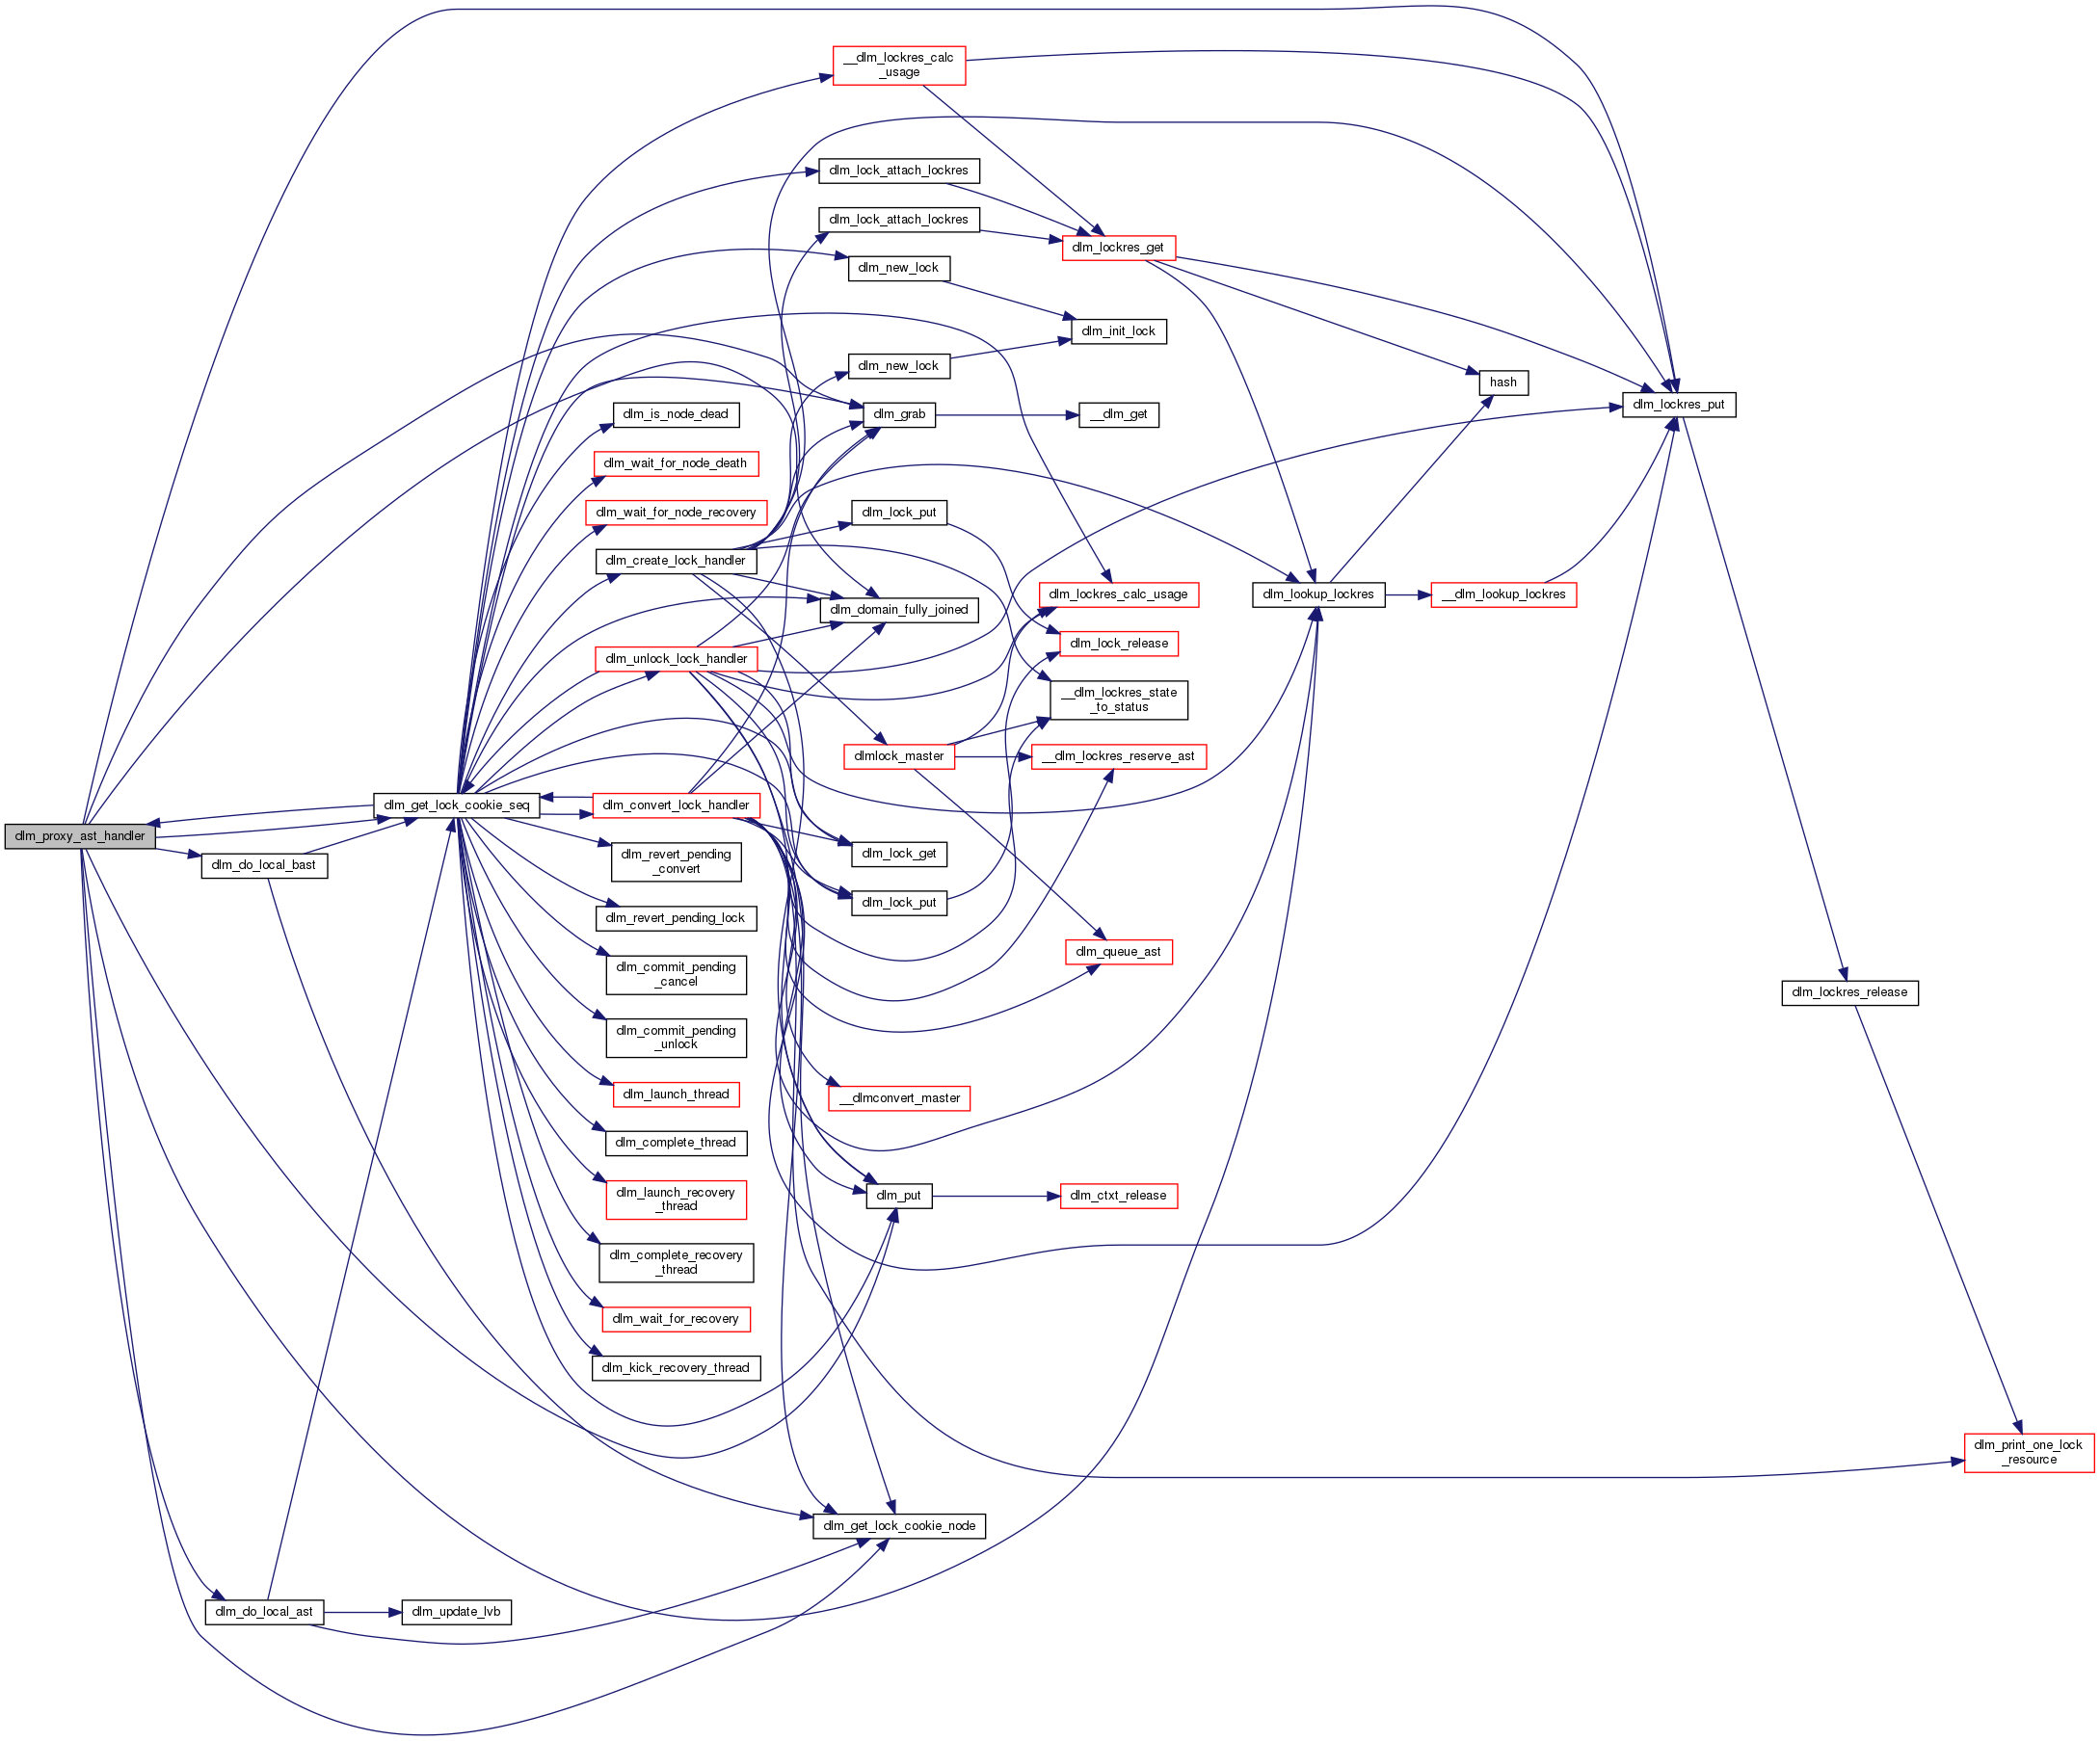 __dlm_lockres_calc
_usage
dlm_lock_attach_lockres
dlm_lock_attach_lockres
dlm_lockres_get
dlm_new_lock
dlm_init_lock
dlm_new_lock
hash
dlm_lockres_put
dlm_is_node_dead
dlm_grab
__dlm_get
dlm_wait_for_node_death
dlm_wait_for_node_recovery
dlm_lock_put
dlm_create_lock_handler
dlm_domain_fully_joined
dlm_lockres_calc_usage
dlm_lookup_lockres
__dlm_lookup_lockres
dlm_lock_release
dlm_unlock_lock_handler
__dlm_lockres_state
_to_status
dlmlock_master
__dlm_lockres_reserve_ast
dlm_get_lock_cookie_seq
dlm_convert_lock_handler
dlm_proxy_ast_handler
dlm_do_local_bast
dlm_revert_pending
_convert
dlm_lock_get
dlm_lock_put
dlm_revert_pending_lock
dlm_queue_ast
dlm_commit_pending
_cancel
dlm_lockres_release
dlm_commit_pending
_unlock
dlm_launch_thread
__dlmconvert_master
dlm_complete_thread
dlm_launch_recovery
_thread
dlm_put
dlm_ctxt_release
dlm_complete_recovery
_thread
dlm_wait_for_recovery
dlm_kick_recovery_thread
dlm_print_one_lock
_resource
dlm_get_lock_cookie_node
dlm_do_local_ast
dlm_update_lvb